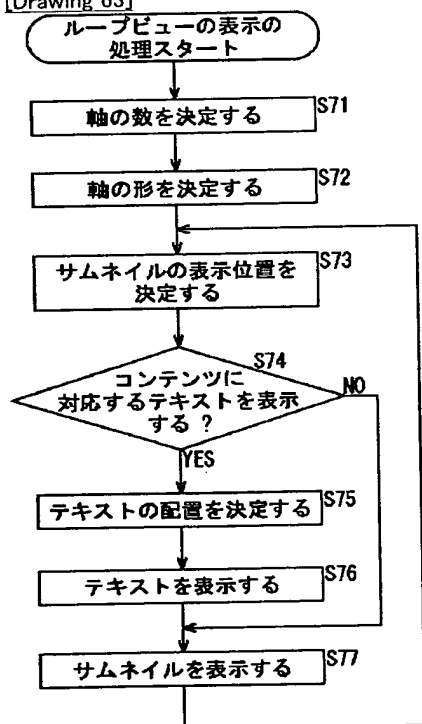 [Drawing 63]
ループビューの表示の
処理スタート
軸の数を決定する
S71
軸の形を決定する
S72
サムネイルの表示位置を
決定する
S73
S74
コンテンツに
対応するテキストを表示
する ?
NO
YES
テキストの配置を決定する
S75
テキストを表示する
S76
サムネイルを表示する
S77